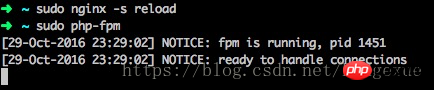 ➜ ~ sudo nginx -s reload
➜ ~ sudo php-fpm
[29-Oct-2016 23:29:02] NOTICE: fpm is running, pid 1451
[29-Oct-2016 23:29:02] NOTICE: ready to handle connections
https://blog.csdn.net/
php